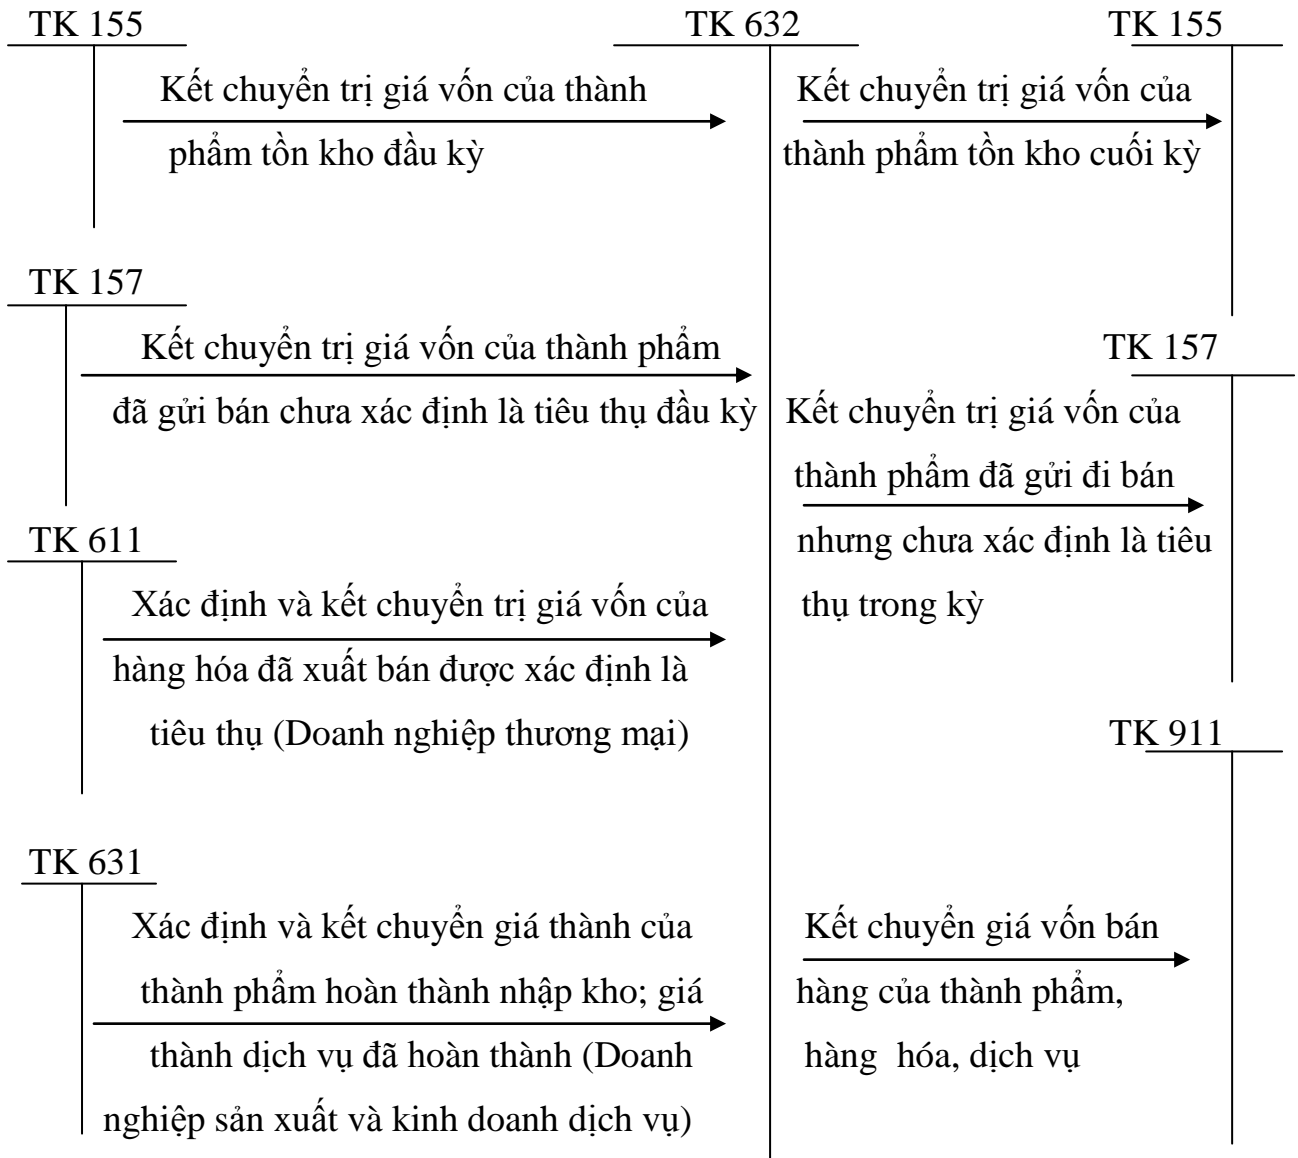 TK 155
Kết chuyển trị giá vốn của thành
phẩm tồn kho đầu kỳ
TK 157
Kết chuyển trị giá vốn của thành phẩm
đã gửi bán chưa xác định là tiêu thụ đầu kỳ
TK 611
Xác định và kết chuyển trị giá vốn của
hàng hóa đã xuất bán được xác định là
tiêu thụ (Doanh nghiệp thương mại)
TK 631
Xác định và kết chuyển giá thành của
thành phẩm hoàn thành nhập kho; giá
thành dịch vụ đã hoàn thành (Doanh
nghiệp sản xuất và kinh doanh dịch vụ)
TK 632
TK 155
Kết chuyển trị giá vốn của
thành phẩm tồn kho cuối kỳ
TK 157
Kết chuyển trị giá vốn của
thành phẩm đã gửi đi bán
nhưng chưa xác định là tiêu
thụ trong kỳ
TK 911
Kết chuyển giá vốn bán
hàng của thành phẩm,
hàng hóa, dịch vụ